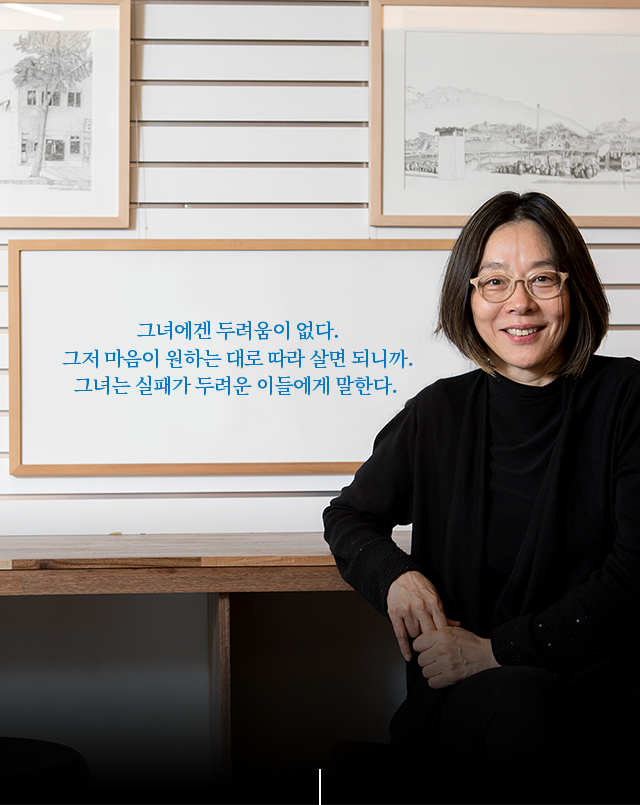 그녀에겐 두려움이 없다.
그저 마음이 원하는 대로 따라 살면 되니까.
그녀는 실패가 두려운 이들에게 말한다.